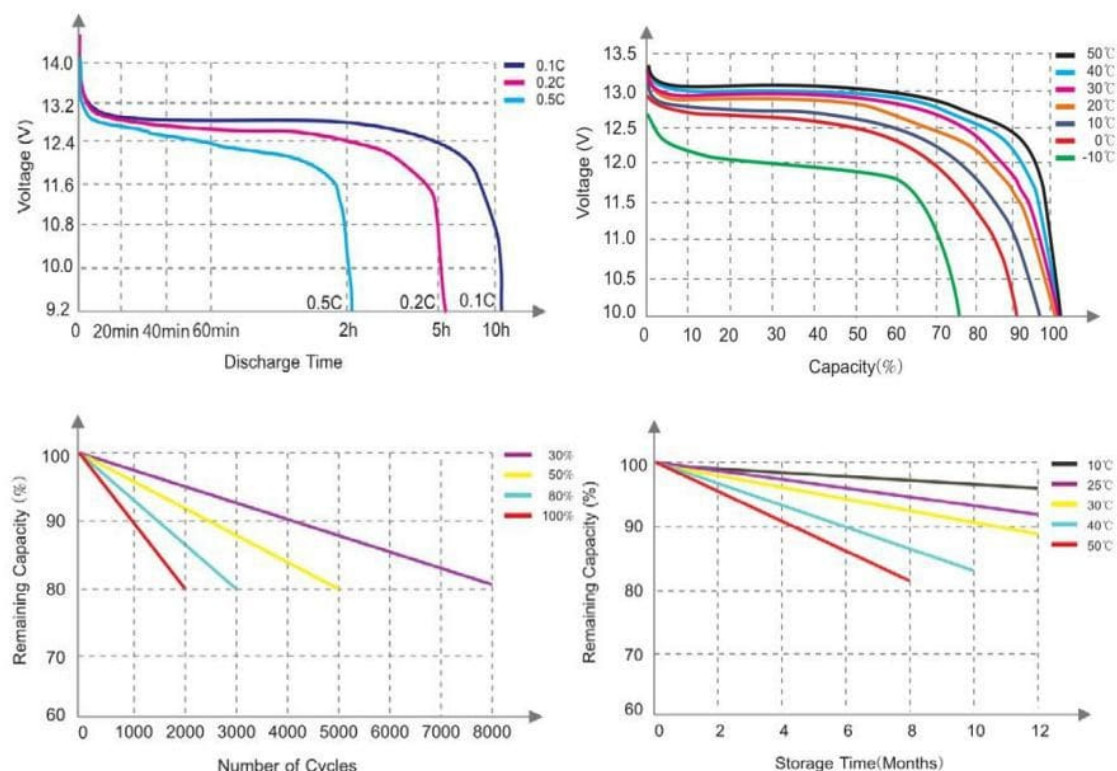 14.0
13.2
12.4
11.6
10.8
10.0
9.2
Voltage (V)
0.1C
0.2C
0.5C
0.5C 0.2C 0.1C
0 20min 40min 60min 2h 5h 10h
Discharge Time
13.5
13.0
12.5
12.0
11.5
11.0
10.5
10.0
Voltage (V)
50℃
40℃
30℃
20℃
10℃
0℃
-10℃
0 10 20 30 40 50 60 70 80 90 100
Capacity(%)
100
90
80
70
60
Remaining Capacity (%)
30%
50%
80%
100%
0 1000 2000 3000 4000 5000 6000 7000 8000
Number of Cycles
100
90
80
70
60
Remaining Capacity (%)
10℃
25℃
30℃
40℃
50℃
0 2 4 6 8 10 12
Storage Time(Months)